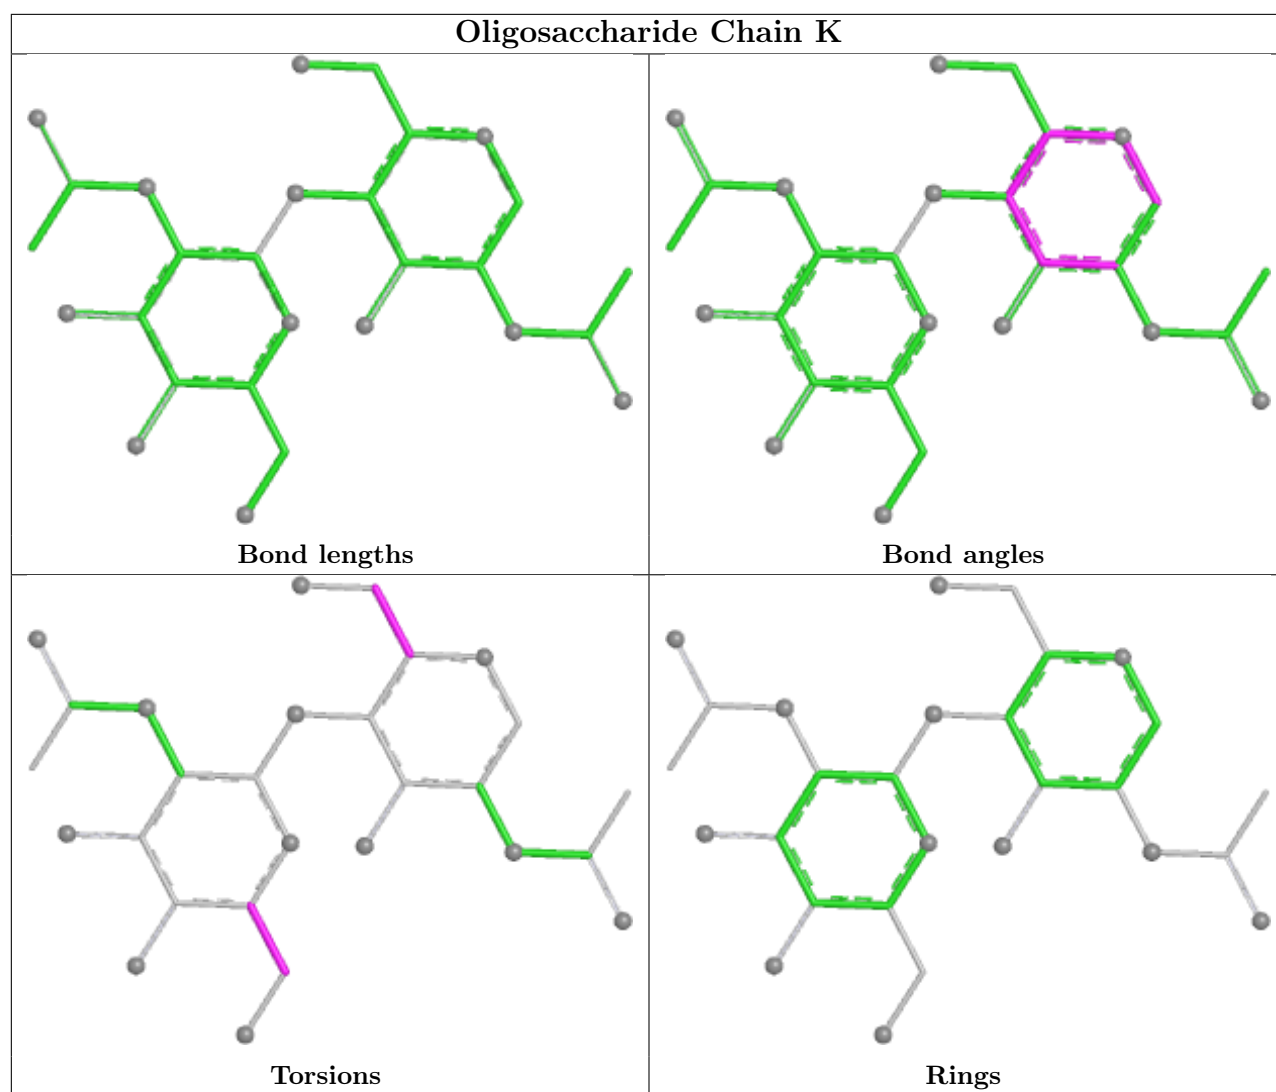 Oligosaccharide Chain K
Bond lengths
Bond angles
Torsions
Rings